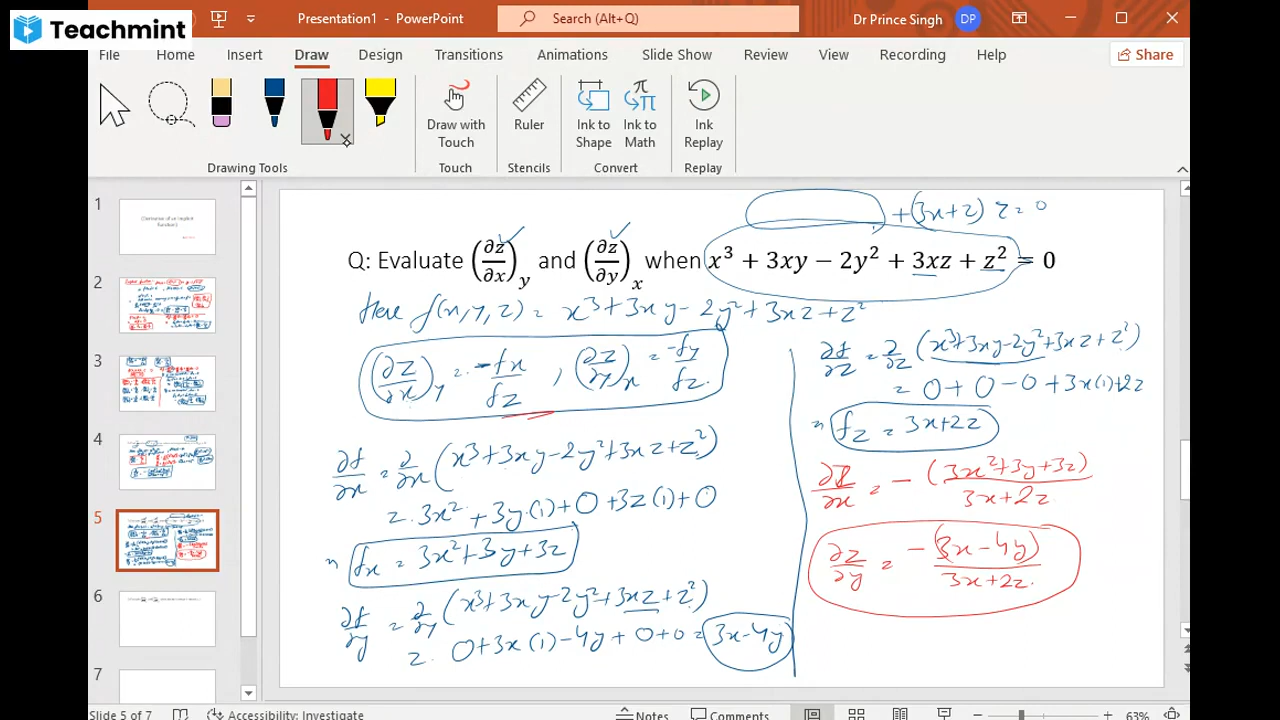 Teachmint
Presentation1 - PowerPoint
Search (Alt+Q)
Dr Prince Singh
DP
File Home Insert Draw Design Transitions Animations Slide Show Review View Recording Help Share
Draw with Touch
Ruler
Ink to Shape
Ink to Math
Ink Replay
Drawing Tools
Touch
Stencils
Convert
Replay
1
2
3
4
5
6
7
+(3x+z) z = 0
Q: Evaluate (∂z/∂x)y and (∂z/∂y)x when x³ + 3xy − 2y² + 3xz + z² = 0
Here f(x,y,z) = x³+3xy-2y²+3xz+z²
(∂z/∂x)y = -fx/fz , (∂z/∂y)x = -fy/fz
∂f/∂x = ∂/∂x (x³+3xy-2y²+3xz+z²)
= 3x² + 3y·(1)+0+3z(1)+0
fx = 3x²+3y+3z
∂f/∂y = ∂/∂y (x³+3xy-2y²+3xz+z²)
= 0+3x(1)-4y+0+0 = 3x-4y
∂f/∂z = ∂/∂z (x³+3xy-2y²+3xz+z²)
= 0+0-0+3x(1)+2z
fz = 3x+2z
∂z/∂x = -(3x²+3y+3z)/3x+2z
∂z/∂y = -(3x-4y)/3x+2z
Slide 5 of 7
Accessibility: Investigate
Notes
Comments
63%